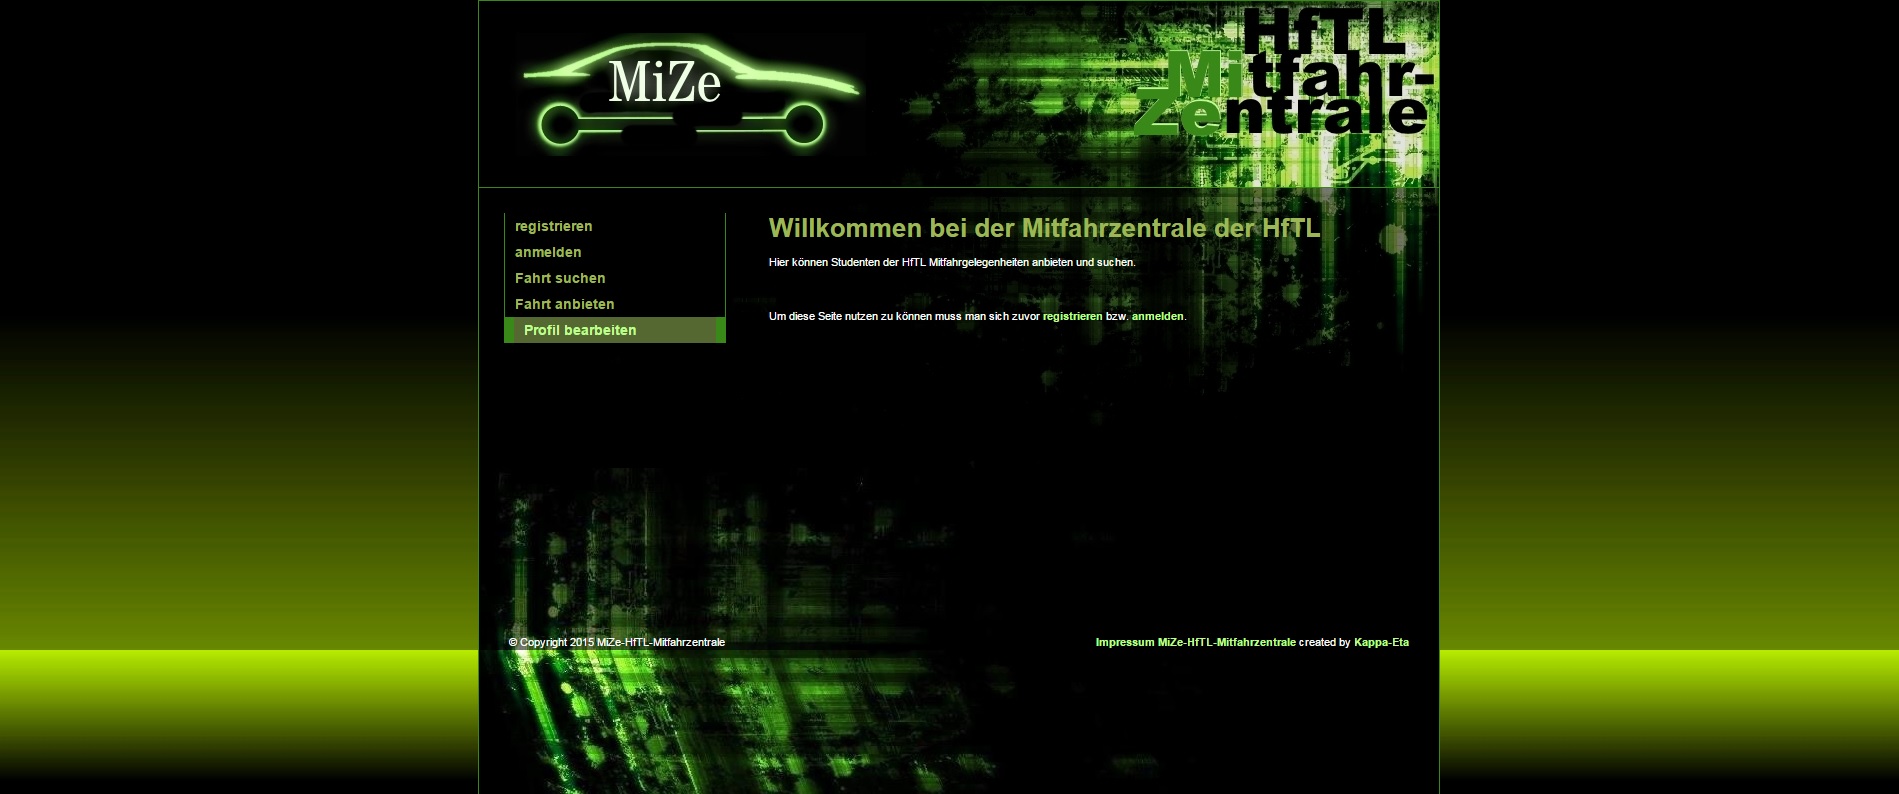 MiZe
HfTL
Mitfahr-
Zentrale
registrieren
anmelden
Fahrt suchen
Fahrt anbieten
Profil bearbeiten
Willkommen bei der Mitfahrzentrale der HfTL
Hier können Studenten der HfTL Mitfahrgelegenheiten anbieten und suchen.
Um diese Seite nutzen zu können muss man sich zuvor registrieren bzw. anmelden.
© Copyright 2015 MiZe-HfTL-Mitfahrzentrale
Impressum MiZe-HfTL-Mitfahrzentrale created by Kappa-Eta